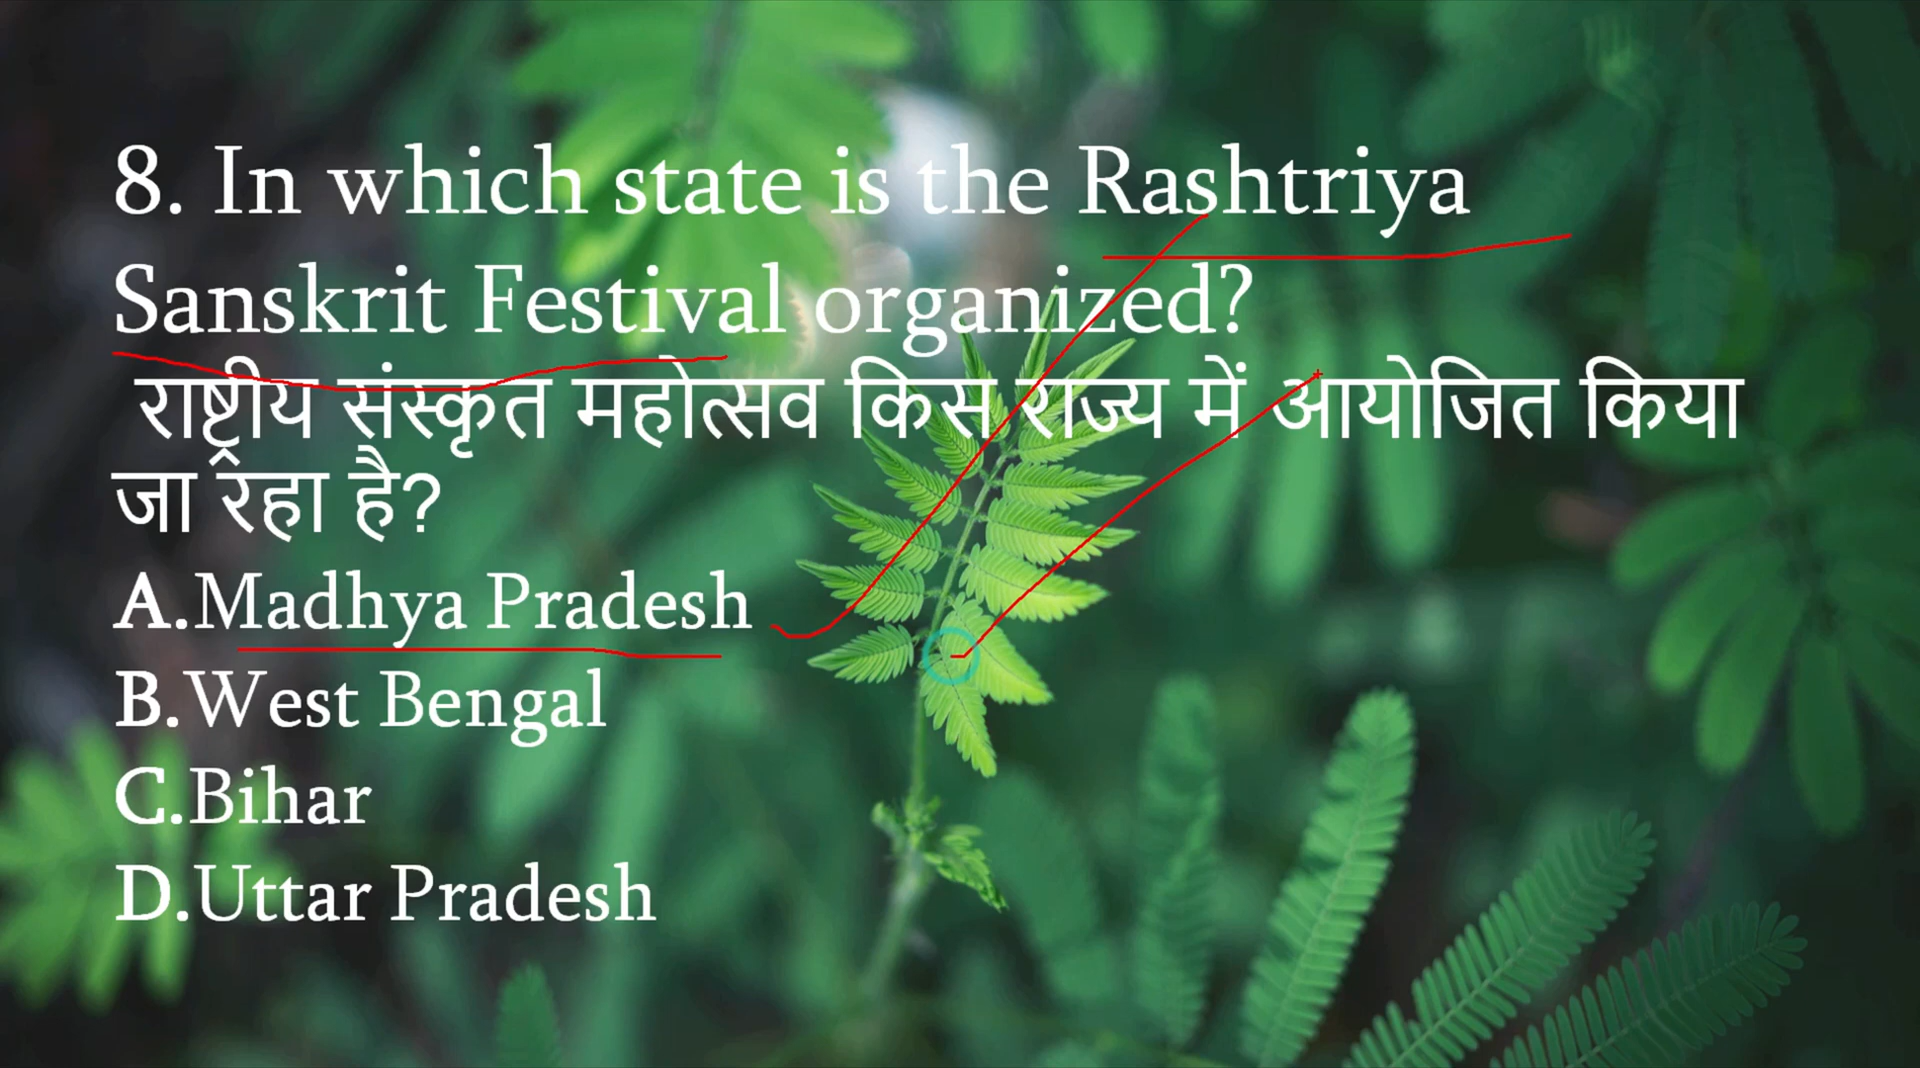 8. In which state is the Rashtriya
Sanskrit Festival organized?
राष्ट्रीय संस्कृत महोत्सव किस राज्य में आयोजित किया
जा रहा है?
A.Madhya Pradesh
B.West Bengal
C.Bihar
D.Uttar Pradesh